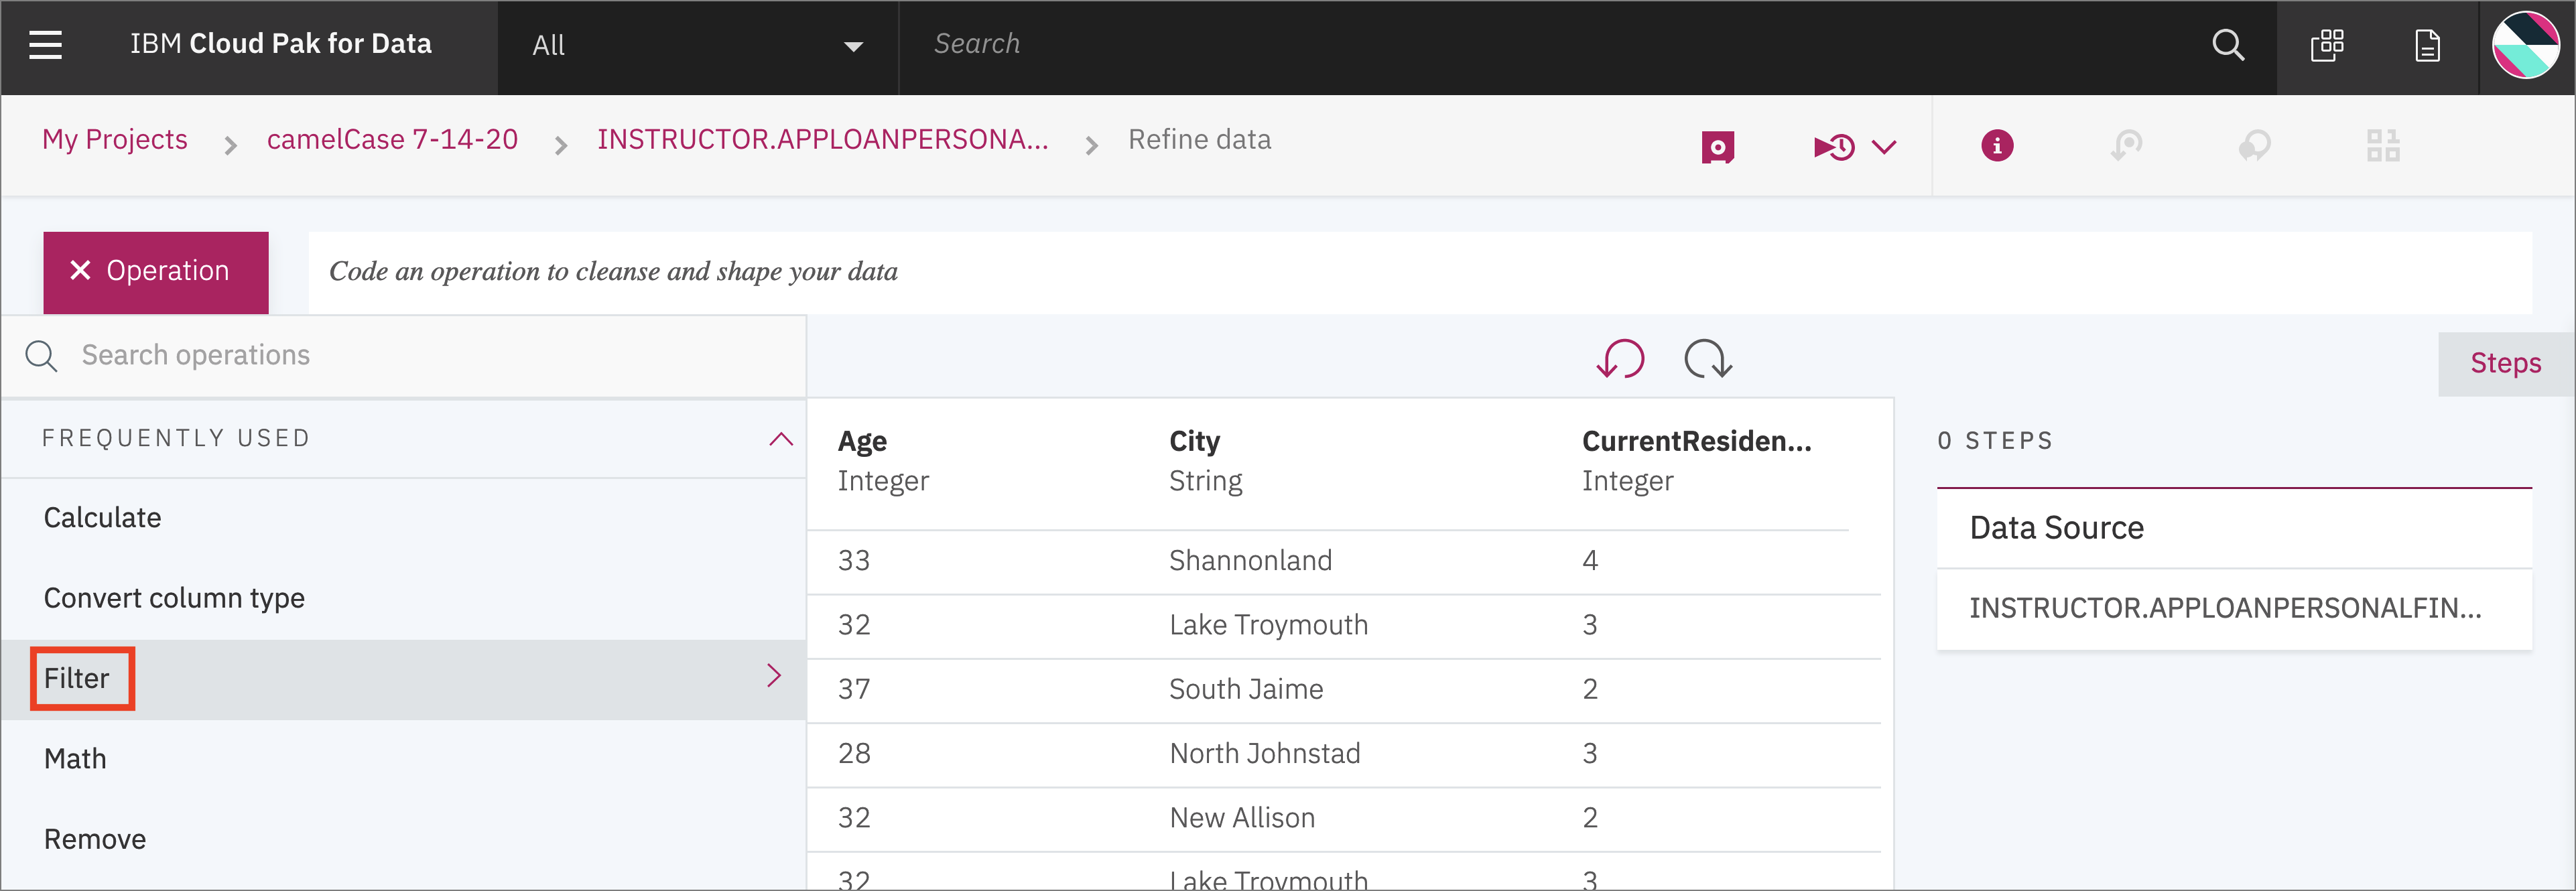 IBM Cloud Pak for Data
All
Search
My Projects
camelCase 7-14-20
INSTRUCTOR.APPLOANPERSONA...
Refine data
Operation
Code an operation to cleanse and shape your data
Search operations
Steps
FREQUENTLY USED
Calculate
Convert column type
Filter
Math
Remove
Age City CurrentResiden...
Integer String Integer
33 Shannonland 4
32 Lake Troymouth 3
37 South Jaime 2
28 North Johnstad 3
32 New Allison 2
32 Lake Troymouth 3
0 STEPS
Data Source
INSTRUCTOR.APPLOANPERSONALFIN...